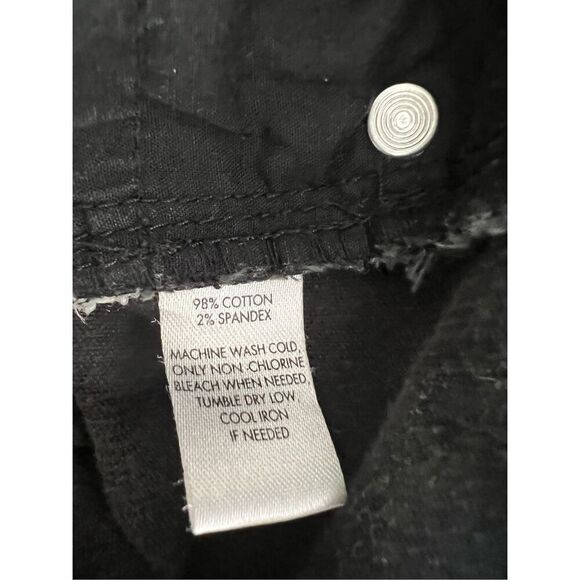 98% COTTON
2% SPANDEX
MACHINE WASH COLD,
ONLY NON CHLORINE
BLEACH WHEN NEEDED,
TUMBLE DRY LOW
COOL IRON
IF NEEDED